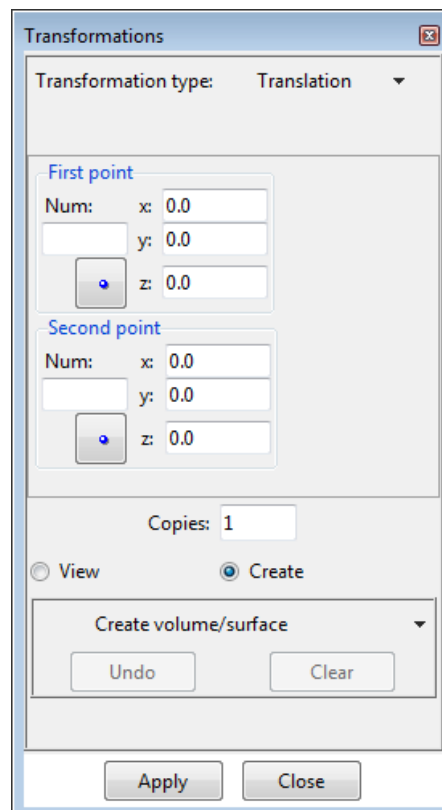 Transformations
Transformation type: Translation
First point
Num: x: 0.0
y: 0.0
z: 0.0
Second point
Num: x: 0.0
y: 0.0
z: 0.0
Copies: 1
View Create
Create volume/surface
Undo Clear
Apply Close